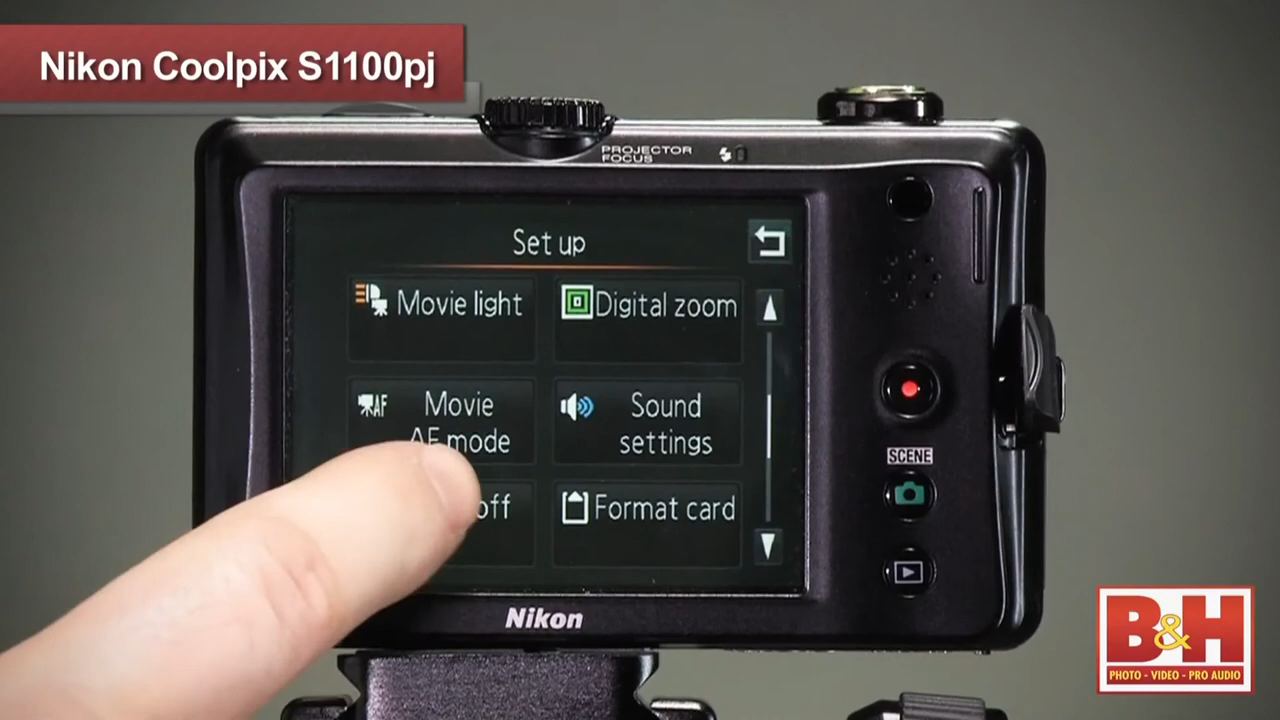 Nikon Coolpix S1100pj
PROJECTOR
FOCUS
Set up
Movie light
Digital zoom
AF
Movie
AF mode
Sound
settings
off
Format card
SCENE
Nikon
B&H
PHOTO - VIDEO - PRO AUDIO